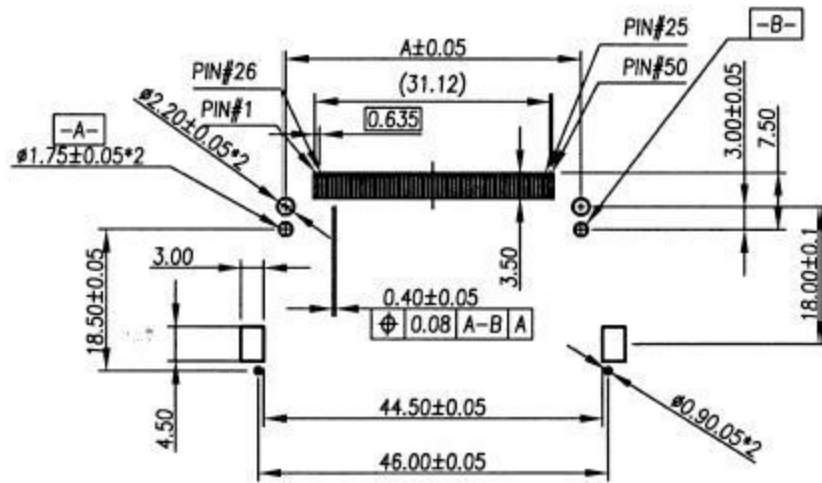 A±0.05
PIN#25
-B-
PIN#26
(31.12)
PIN#50
PIN#1
ø2.20±0.05*2
0.635
-A-
ø1.75±0.05*2
3.00±0.05
7.50
3.00
18.50±0.05
3.50
0.40±0.05
0.08 A-B A
18.00±0.1
4.50
44.50±0.05
ø0.90.05*2
46.00±0.05